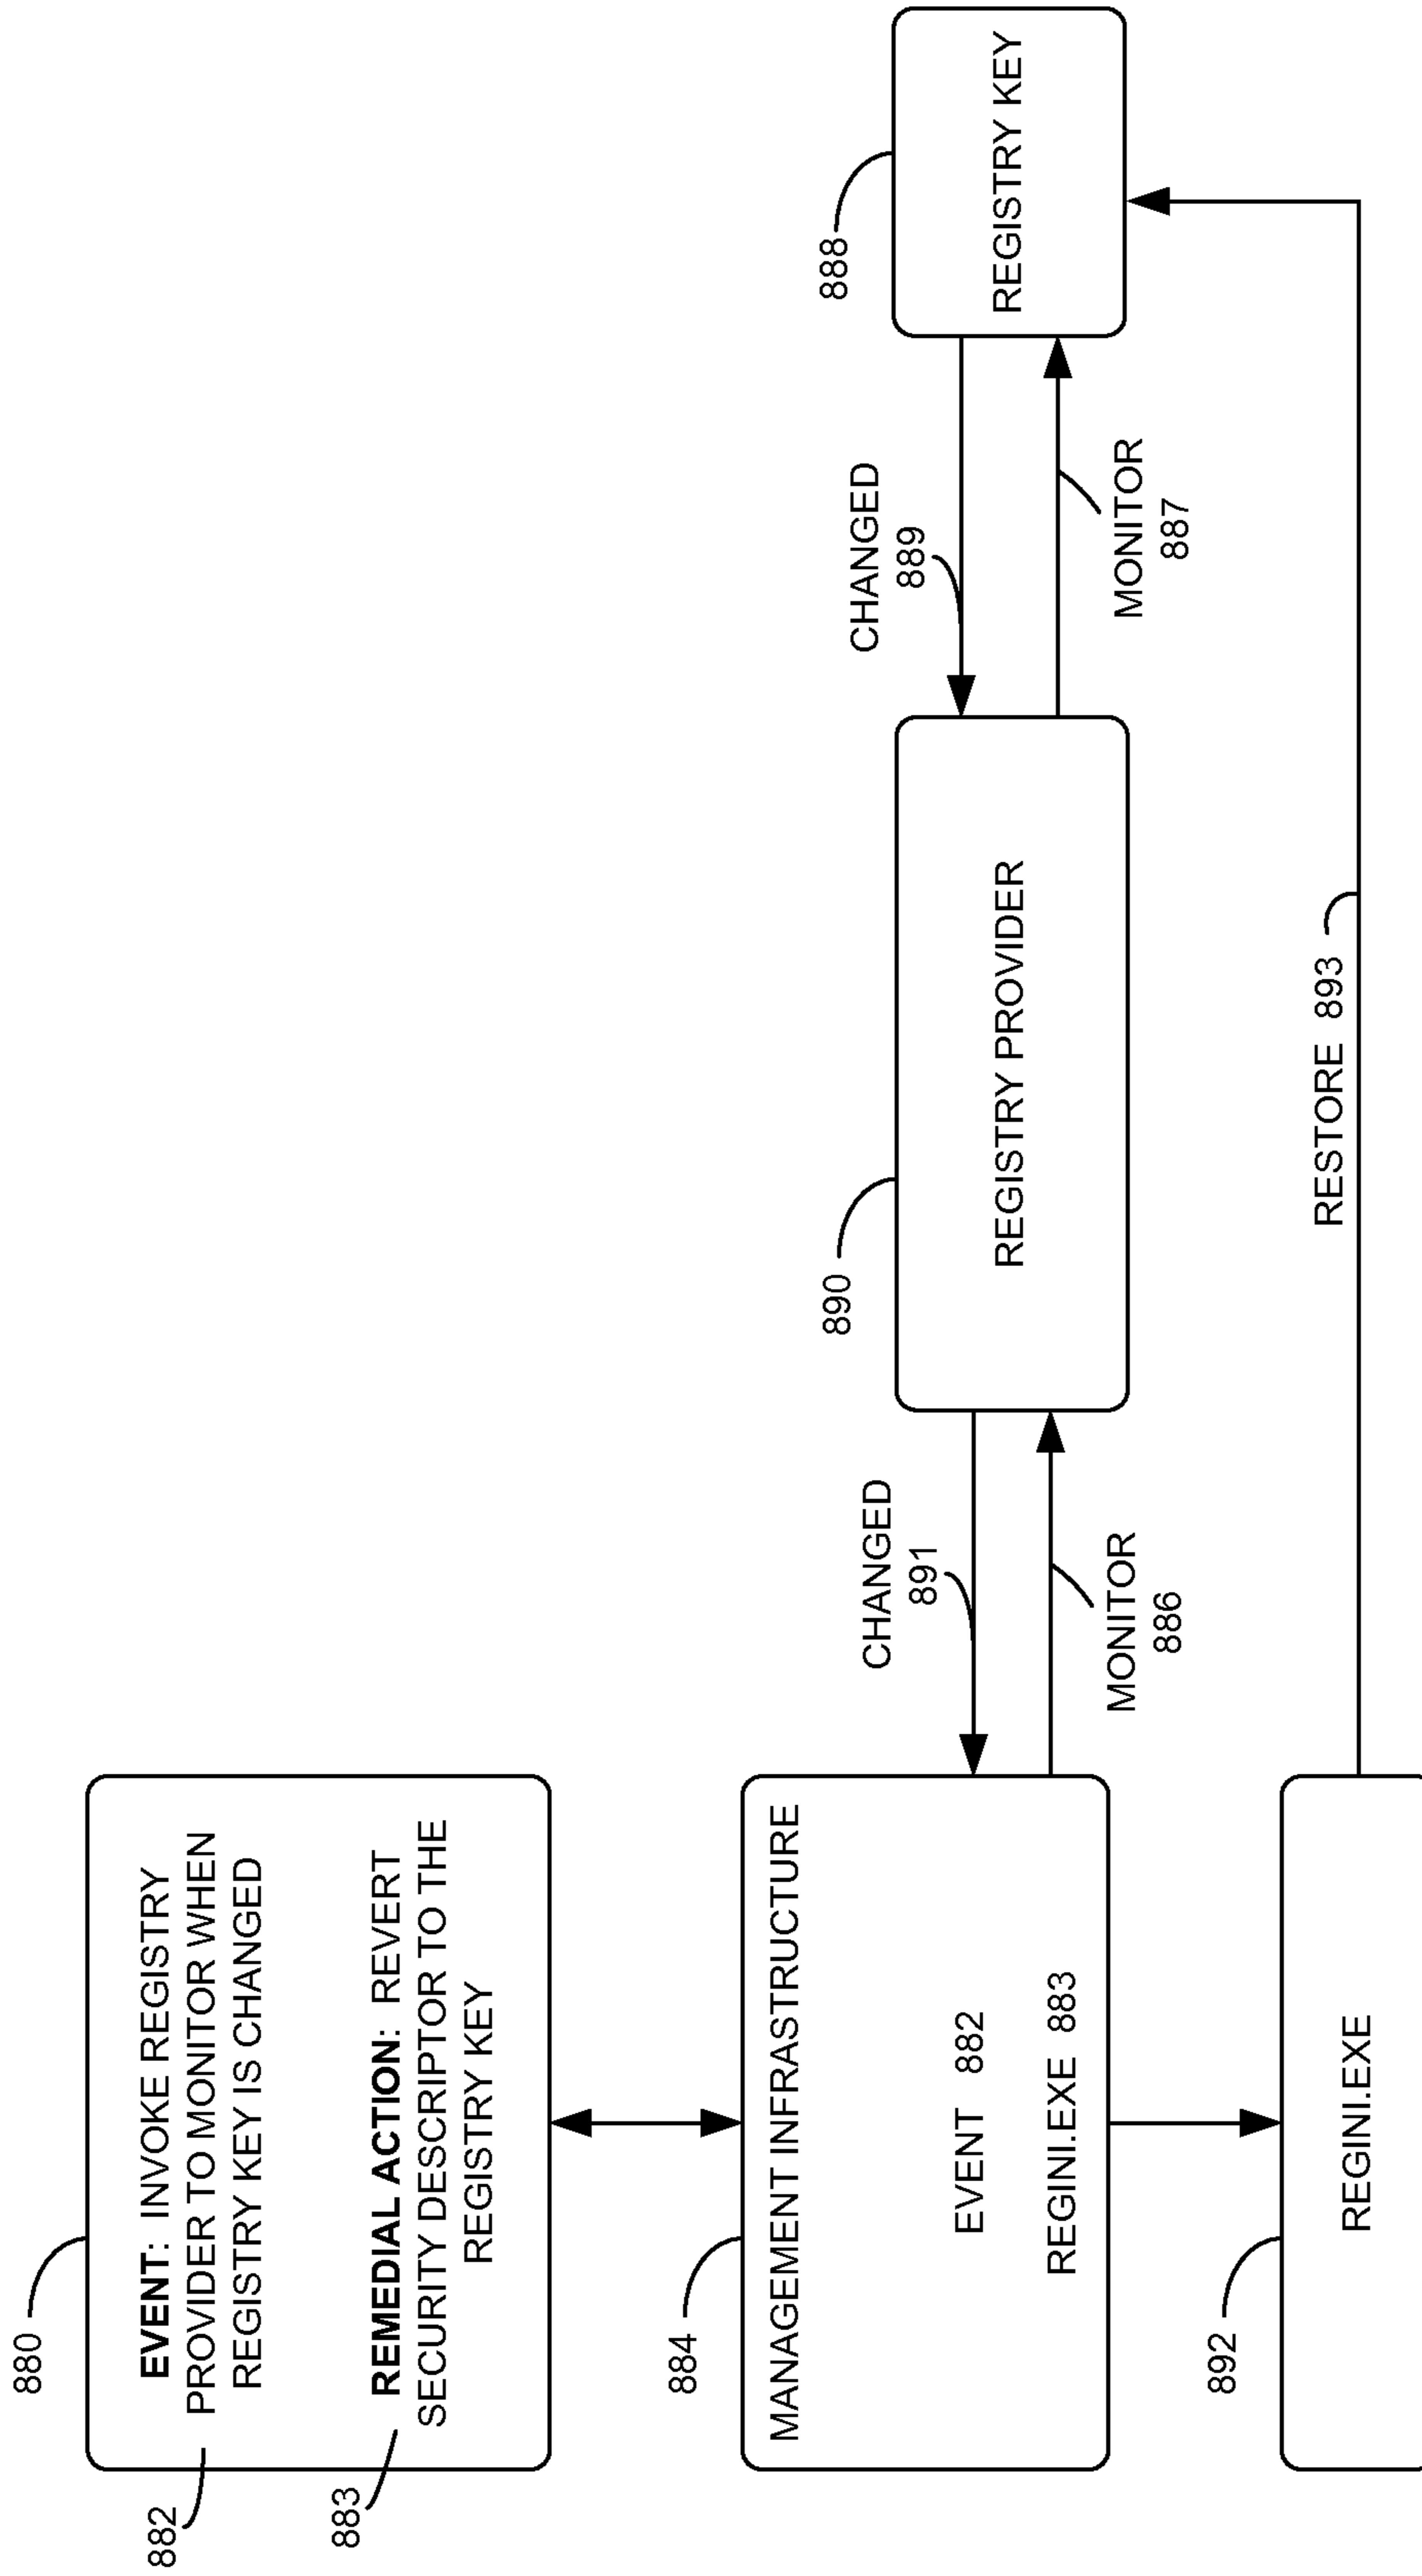 880
882
EVENT: INVOKE REGISTRY
PROVIDER TO MONITOR WHEN
REGISTRY KEY IS CHANGED
883
REMEDIAL ACTION: REVERT
SECURITY DESCRIPTOR TO THE
REGISTRY KEY
884
MANAGEMENT INFRASTRUCTURE
EVENT 882
REGINI.EXE 883
CHANGED
891
MONITOR
886
890
REGISTRY PROVIDER
CHANGED
889
MONITOR
887
888
REGISTRY KEY
892
REGINI.EXE
RESTORE 893